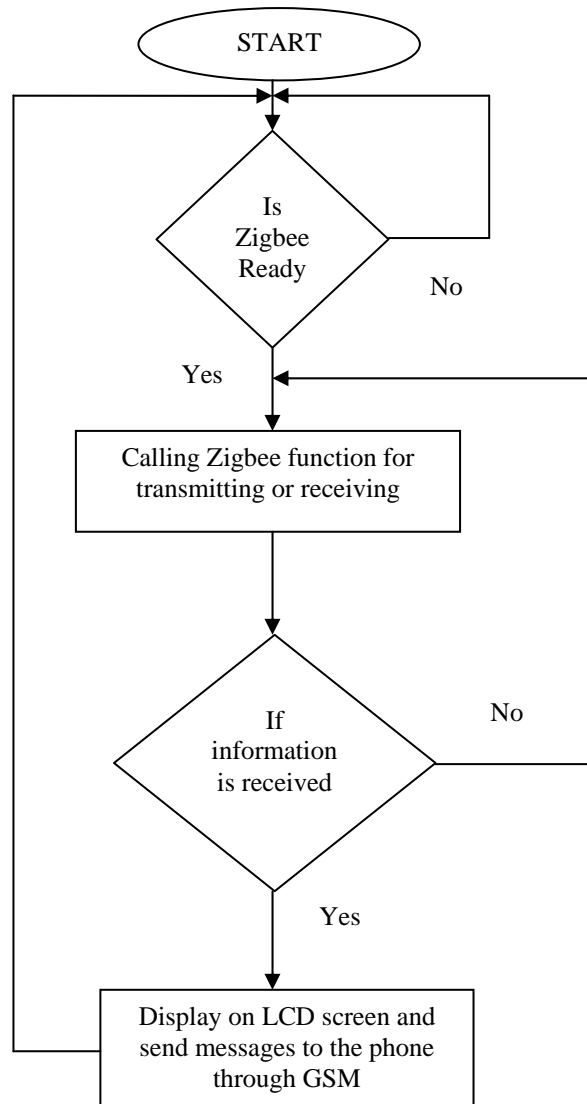 START
Is
Zigbee
Ready
No
Yes
Calling Zigbee function for
transmitting or receiving
If
information
is received
No
Yes
Display on LCD screen and
send messages to the phone
through GSM